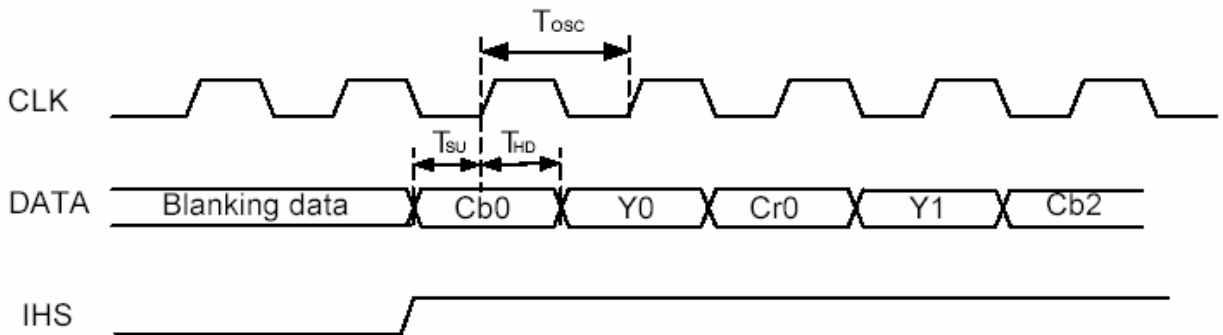 Tosc
CLK
TSU THD
DATA Blanking data Cb0 Y0 Cr0 Y1 Cb2
IHS